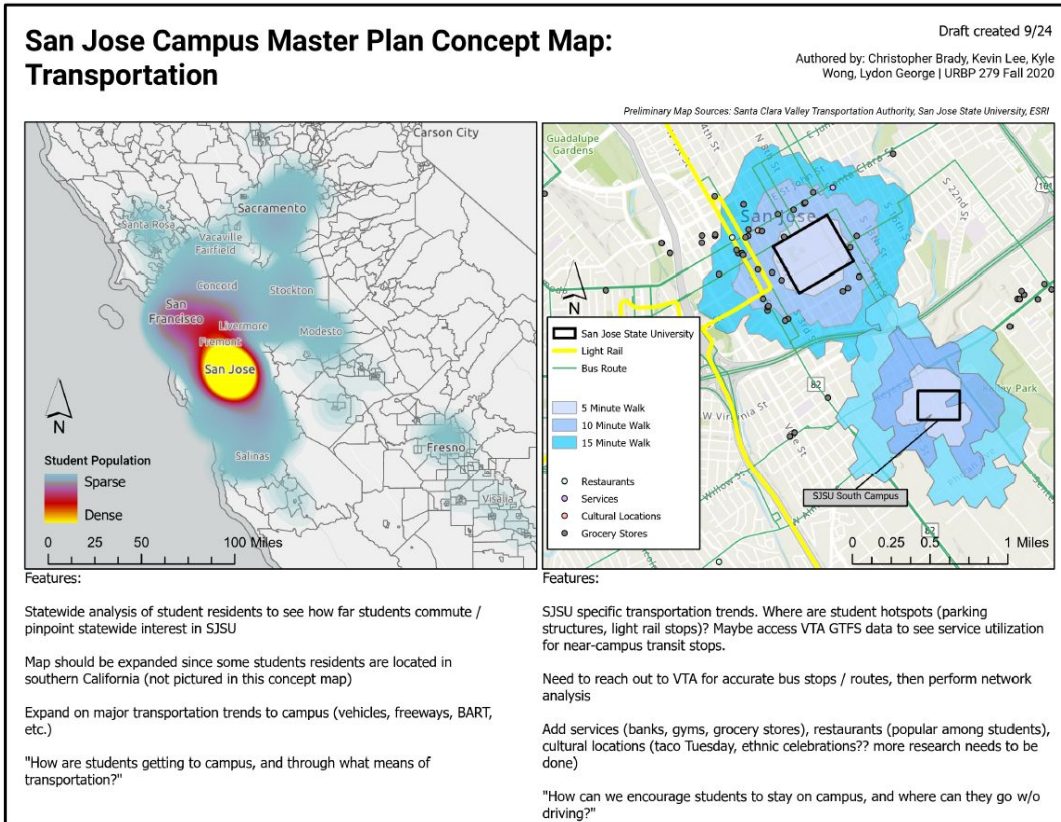 San Jose Campus Master Plan Concept Map:
Transportation
Draft created 9/24
Authored by: Christopher Brady, Kevin Lee, Kyle
Wong, Lydon George | URBP 279 Fall 2020
Preliminary Map Sources: Santa Clara Valley Transportation Authority, San Jose State University, ESRI
Carson City
Sacramento
Santa Rosa
Vacaville
Fairfield
Concord
Stockton
San
Francisco
Livermore
Modesto
Fremont
San Jose
Salinas
Fresno
Visalia
N
Student Population
Sparse
Dense
0 25 50 100 Miles
Guadalupe
Gardens
San Jose
S 22nd St
101
N
San Jose State University
Light Rail
Bus Route
5 Minute Walk
10 Minute Walk
15 Minute Walk
Restaurants
Services
Cultural Locations
Grocery Stores
82
W Virginia St
Willow St
SJSU South Campus
82
0 0.5 1 Miles
Features:
Statewide analysis of student residents to see how far students commute /
pinpoint statewide interest in SJSU
Map should be expanded since some students residents are located in
southern California (not pictured in this concept map)
Expand on major transportation trends to campus (vehicles, freeways, BART,
etc.)
"How are students getting to campus, and through what means of
transportation?"
Features:
SJSU specific transportation trends. Where are student hotspots (parking
structures, light rail stops)? Maybe access VTA GTFS data to see service utilization
for near-campus transit stops.
Need to reach out to VTA for accurate bus stops / routes, then perform network
analysis
Add services (banks, gyms, grocery stores), restaurants (popular among students),
cultural locations (taco Tuesday, ethnic celebrations?? more research needs to be
done)
"How can we encourage students to stay on campus, and where can they go w/o
driving?"